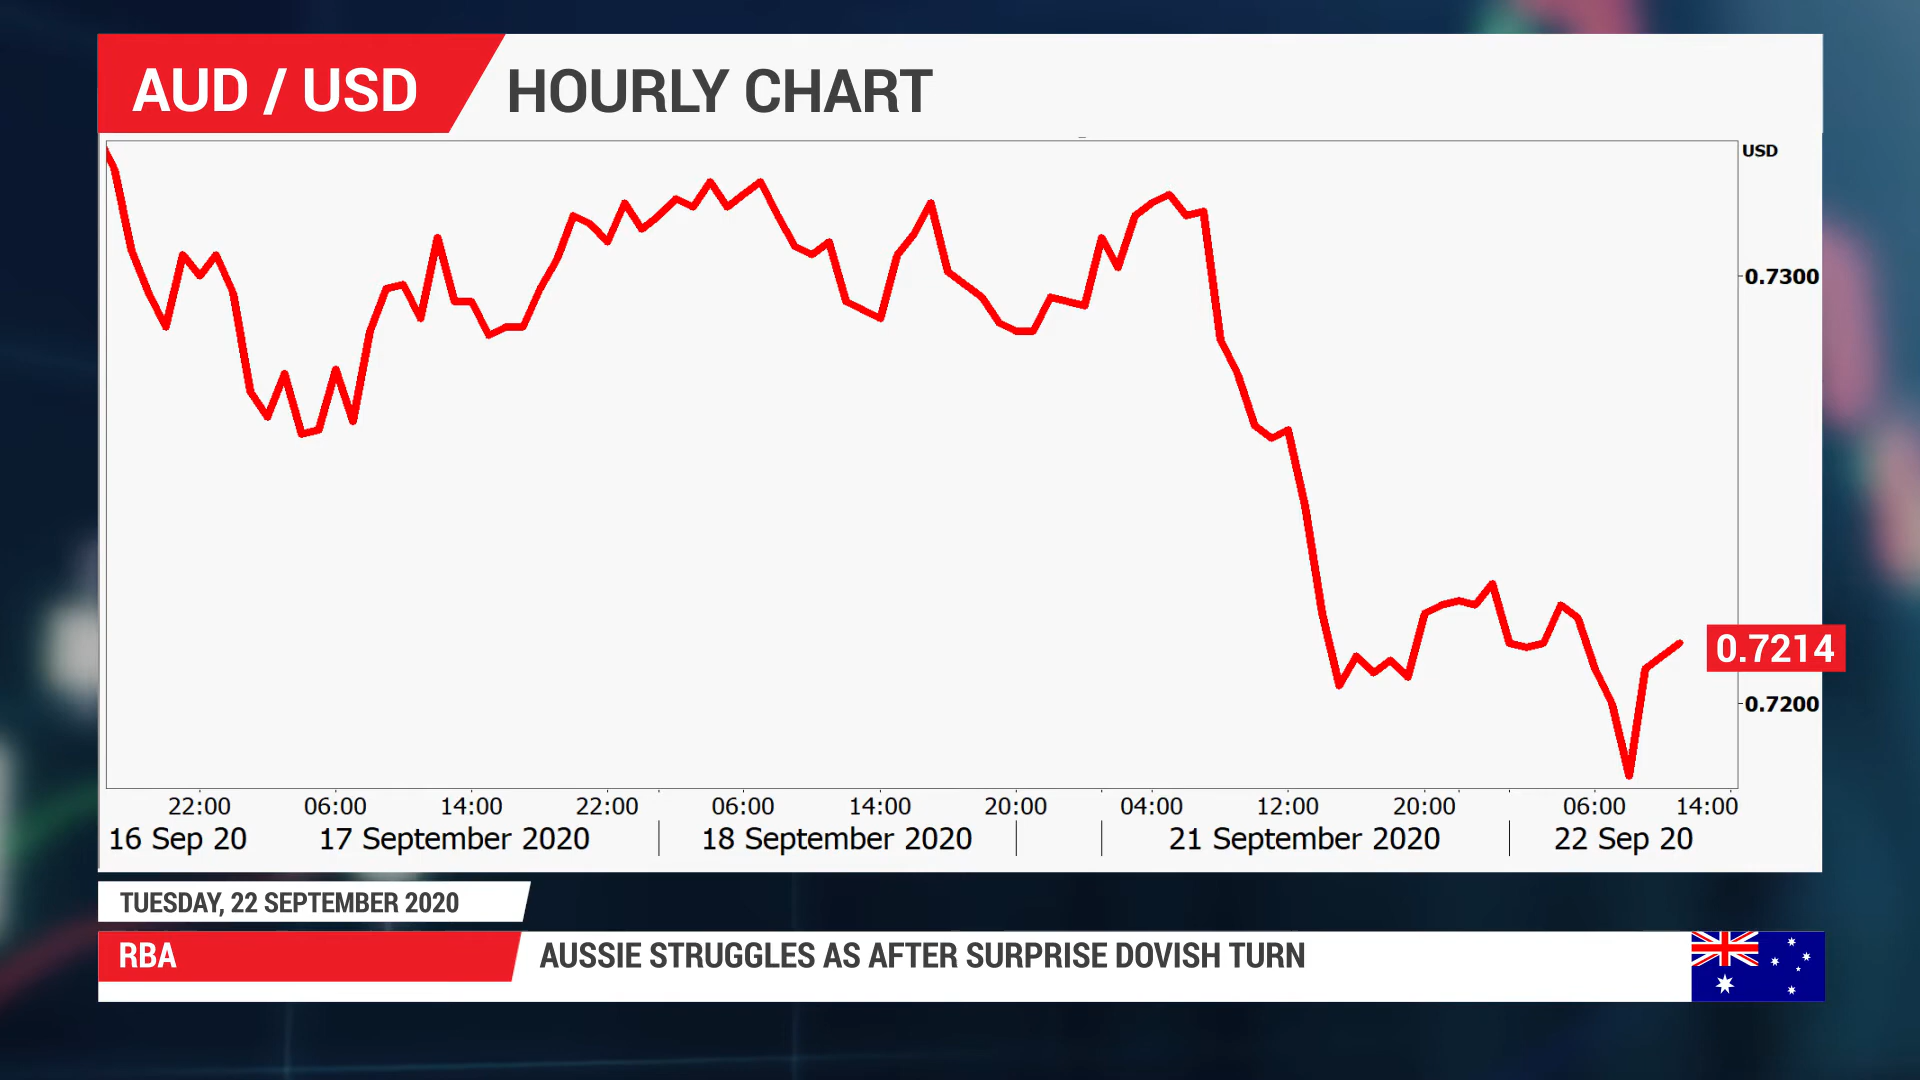 AUD / USD
HOURLY CHART
USD
0.7300
0.7214
0.7200
22:00 06:00 14:00 22:00 06:00 14:00 20:00 04:00 12:00 20:00 06:00 14:00
16 Sep 20 17 September 2020 18 September 2020 21 September 2020 22 Sep 20
TUESDAY, 22 SEPTEMBER 2020
RBA
AUSSIE STRUGGLES AS AFTER SURPRISE DOVISH TURN